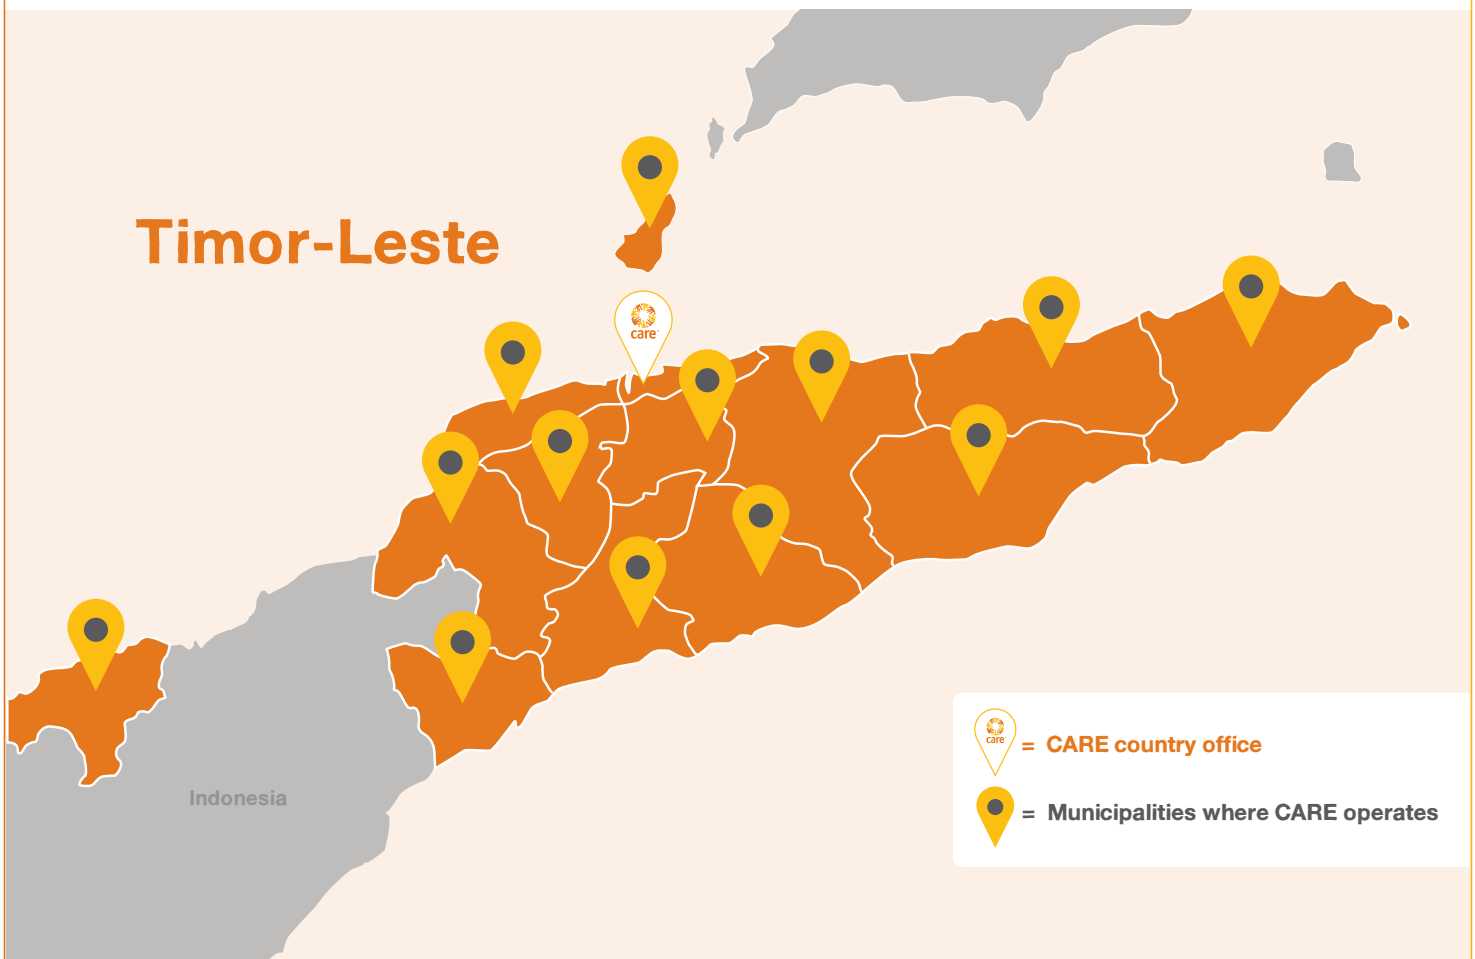 Timor-Leste
care
Indonesia
care
= CARE country office
= Municipalities where CARE operates